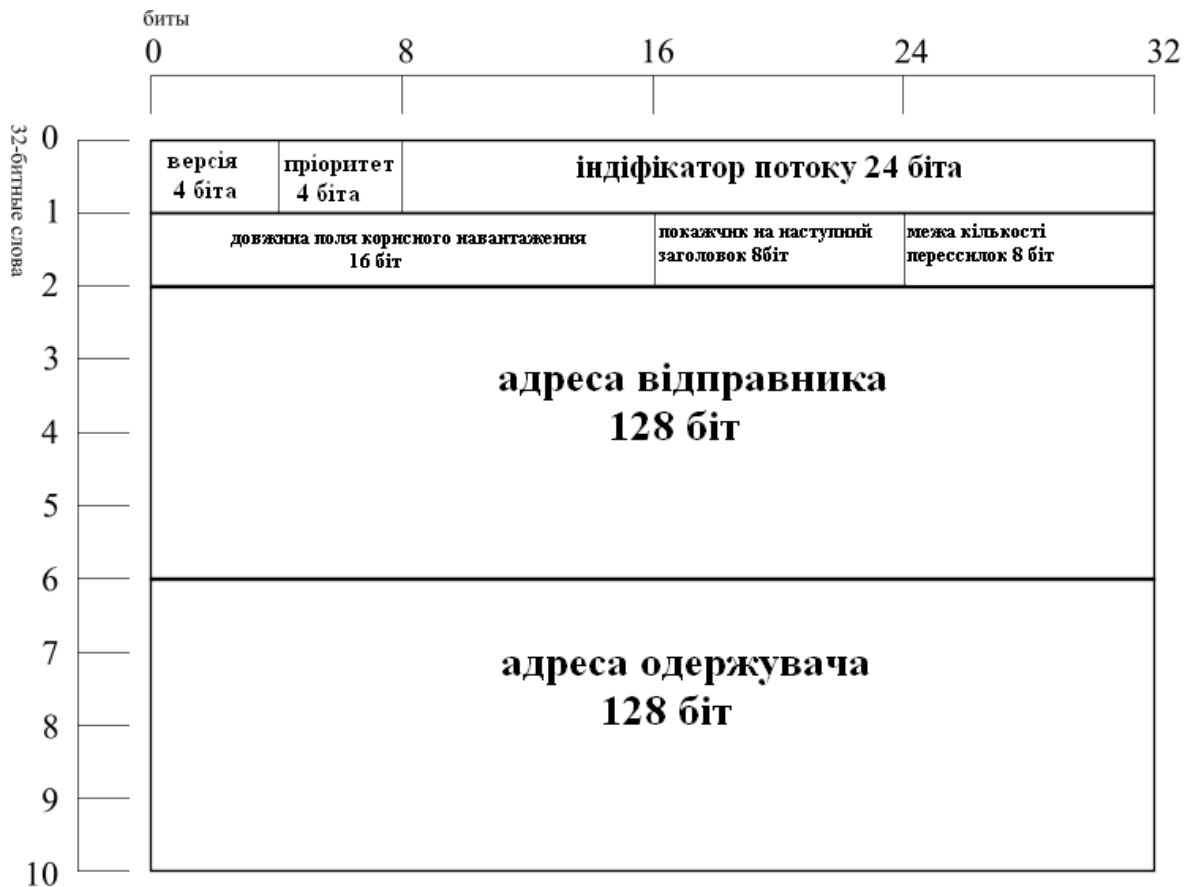 биты
0 8 16 24 32
32-битные слова
0
1
2
3
4
5
6
7
8
9
10
версія
4 біта
пріоритет
4 біта
індіфікатор потоку 24 біта
довжина поля корисного навантаження
16 біт
покажчик на наступний
заголовок 8біт
межа кількості
перессилок 8 біт
адреса відправника
128 біт
адреса одержувача
128 біт